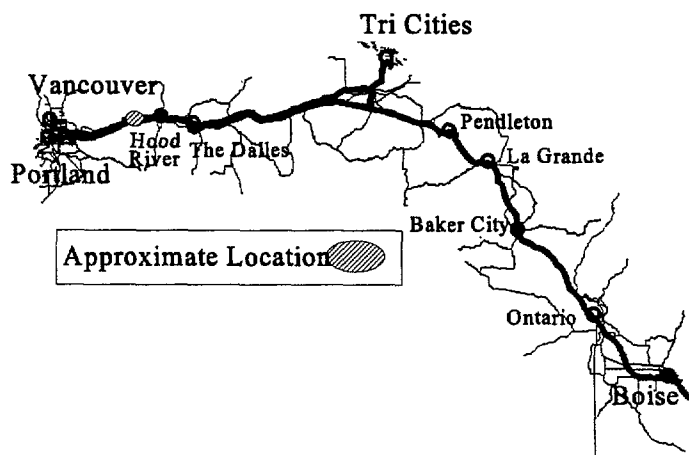 Tri Cities
Vancouver
Hood
River
The Dalles
Pendleton
Portland
La Grande
Baker City
Approximate Location
Ontario
Boise